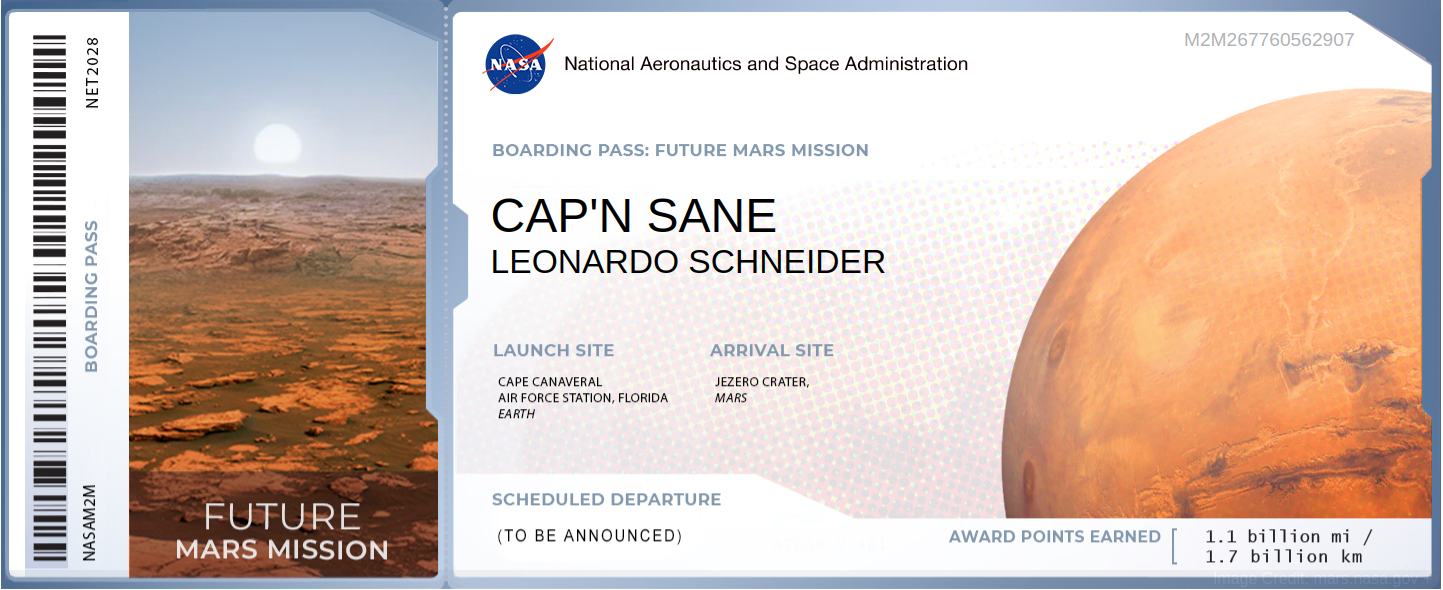 NET2028
BOARDING PASS
NASAM2M
FUTURE
MARS MISSION
NASA
National Aeronautics and Space Administration
M2M267760562907
BOARDING PASS: FUTURE MARS MISSION
CAP'N SANE
LEONARDO SCHNEIDER
LAUNCH SITE
CAPE CANAVERAL
AIR FORCE STATION, FLORIDA
EARTH
ARRIVAL SITE
JEZERO CRATER,
MARS
SCHEDULED DEPARTURE
(TO BE ANNOUNCED)
AWARD POINTS EARNED
1.1 billion mi /
1.7 billion km
Image Credit: mars.nasa.gov